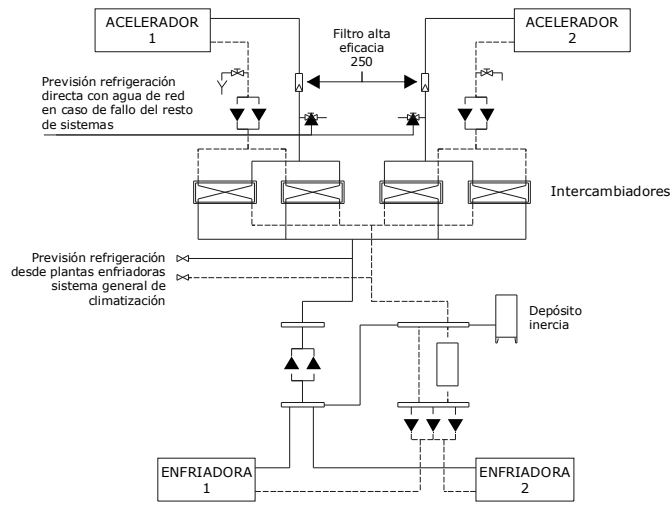 ACELERADOR
1
Filtro alta
eficacia
250
ACELERADOR
2
Previsión refrigeración
directa con agua de red
en caso de fallo del resto
de sistemas
Intercambiadores
Previsión refrigeración
desde plantas enfriadoras
sistema general de
climatización
Depósito
inercia
ENFRIADORA
1
ENFRIADORA
2